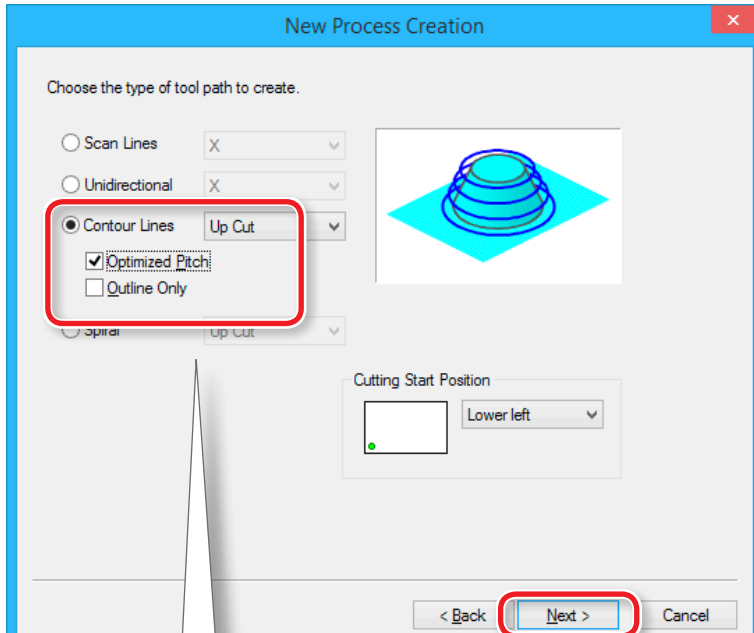 New Process Creation
Choose the type of tool path to create.
Scan Lines X
Unidirectional X
Contour Lines Up Cut
Optimized Pitch
Outline Only
Spiral Up Cut
Cutting Start Position
Lower left
< Back Next > Cancel